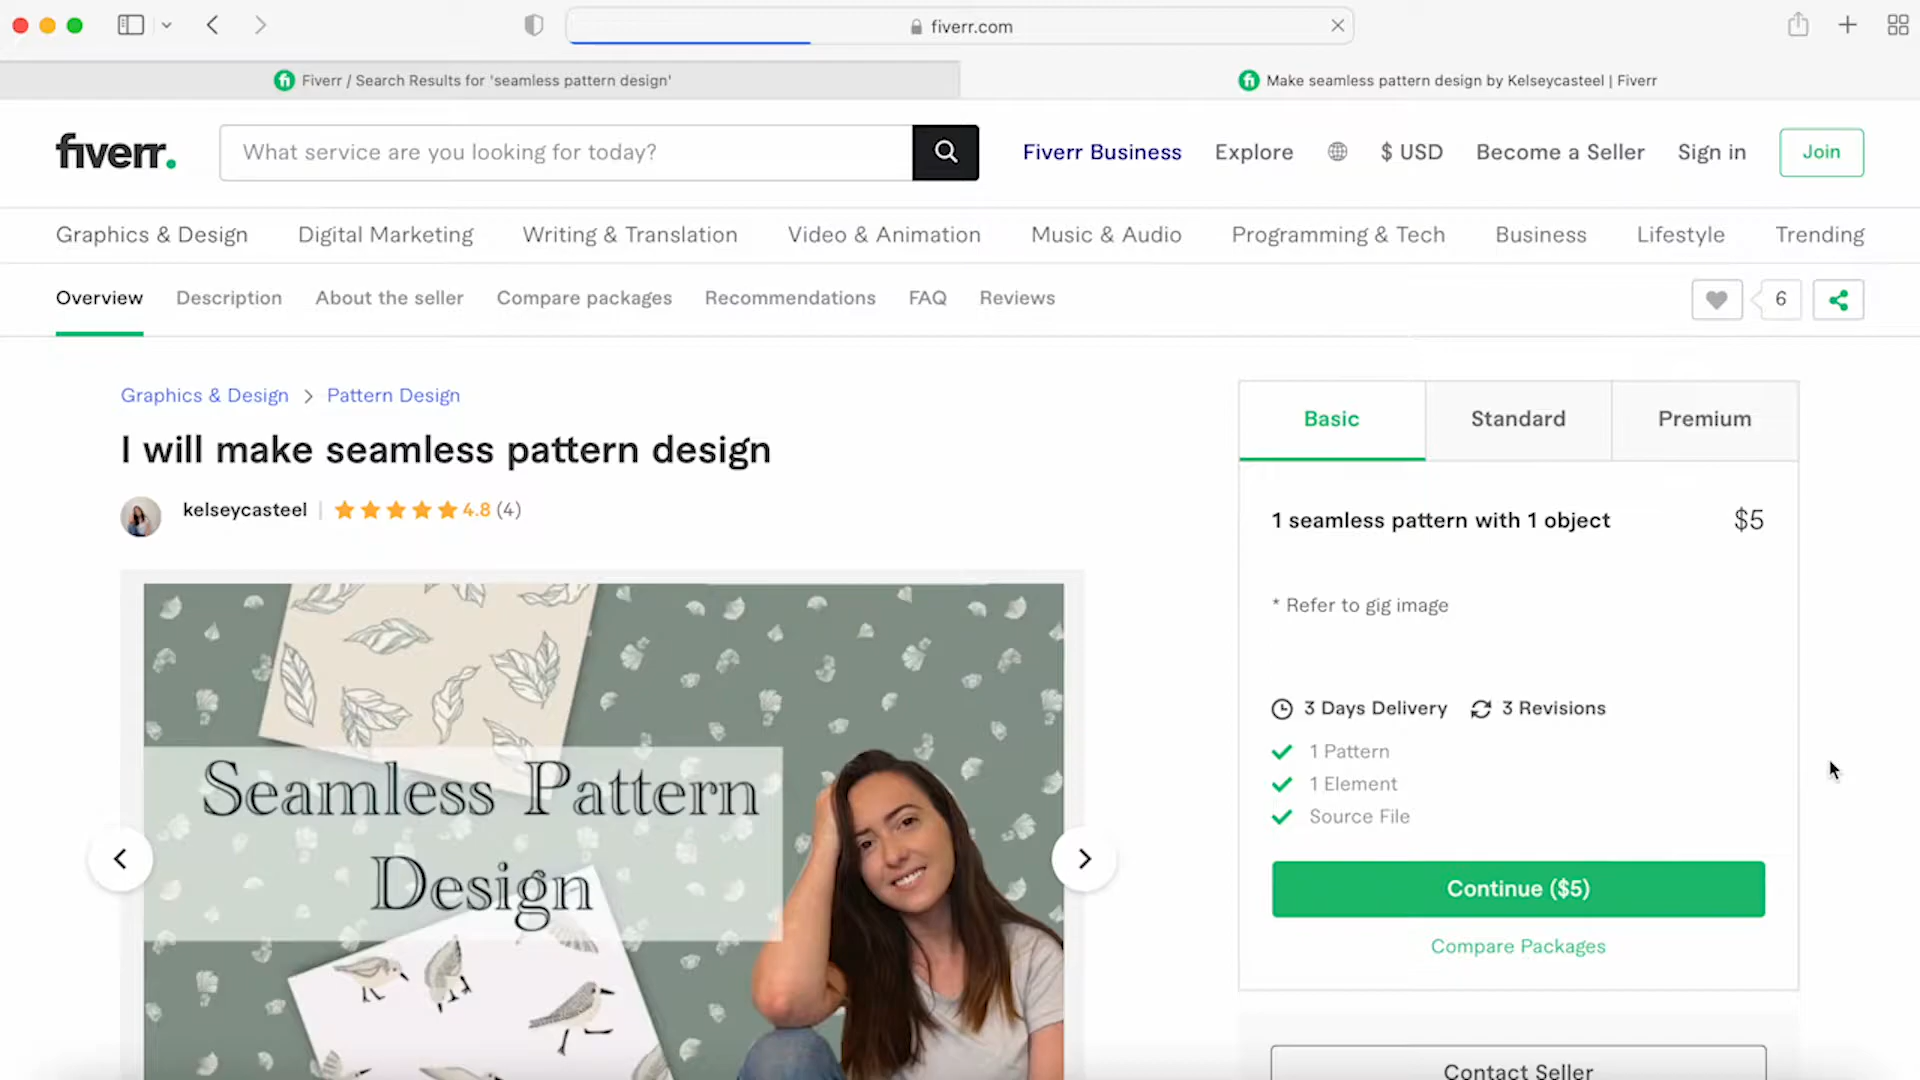 fiverr.com
Fiverr / Search Results for 'seamless pattern design'
Make seamless pattern design by Kelseycasteel | Fiverr
fiverr.
What service are you looking for today?
Fiverr Business
Explore
$ USD
Become a Seller
Sign in
Join
Graphics & Design
Digital Marketing
Writing & Translation
Video & Animation
Music & Audio
Programming & Tech
Business
Lifestyle
Trending
Overview
Description
About the seller
Compare packages
Recommendations
FAQ
Reviews
6
Graphics & Design > Pattern Design
I will make seamless pattern design
kelseycasteel | 4.8 (4)
Seamless Pattern
Design
Basic
Standard
Premium
1 seamless pattern with 1 object $5
* Refer to gig image
3 Days Delivery 3 Revisions
1 Pattern
1 Element
Source File
Continue ($5)
Compare Packages
Contact Seller